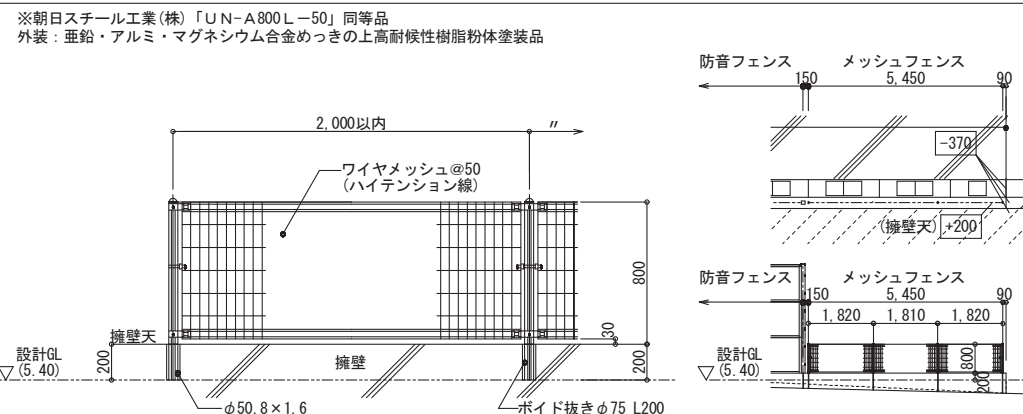 ※朝日スチール工業(株)「UN-A800L-50」同等品
外装：亜鉛・アルミ・マグネシウム合金めっきの上高耐候性樹脂粉体塗装品
2,000以内
〃
ワイヤメッシュ@50
(ハイテンション線)
800
30
擁壁天
200
擁壁
200
設計GL
(5.40)
φ50.8×1.6
ボイド抜きφ75 L200
防音フェンス
メッシュフェンス
150
5,450
90
-370
(擁壁天)
+200
防音フェンス
メッシュフェンス
150
5,450
90
1,820
1,810
1,820
800
200
設計GL
(5.40)